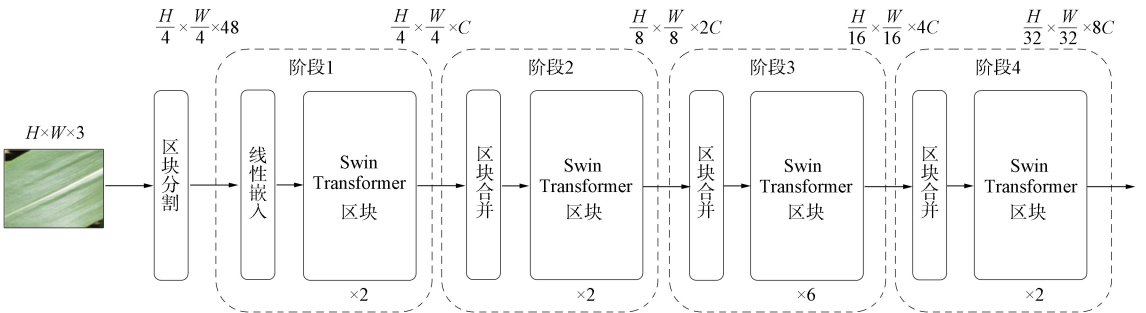 H/4×W/4×48
H/4×W/4×C
H/8×W/8×2C
H/16×W/16×4C
H/32×W/32×8C
阶段1
阶段2
阶段3
阶段4
H×W×3
区块分割
线性嵌入
Swin
Transformer
区块
×2
区块合并
Swin
Transformer
区块
×2
区块合并
Swin
Transformer
区块
×6
区块合并
Swin
Transformer
区块
×2